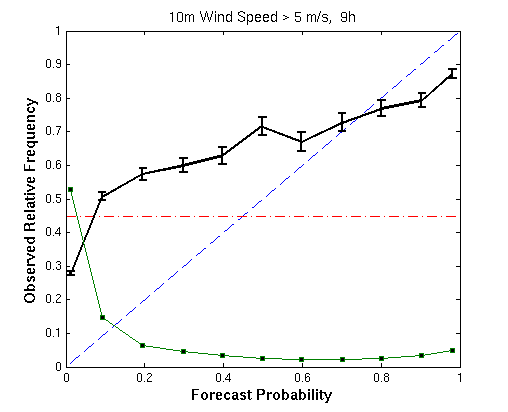 10m Wind Speed > 5 m/s,  9h
1
0.9
0.8
0.7
0.6
0.5
0.4
0.3
0.2
0.1
0
Observed Relative Frequency
0 0.2 0.4 0.6 0.8 1
Forecast Probability